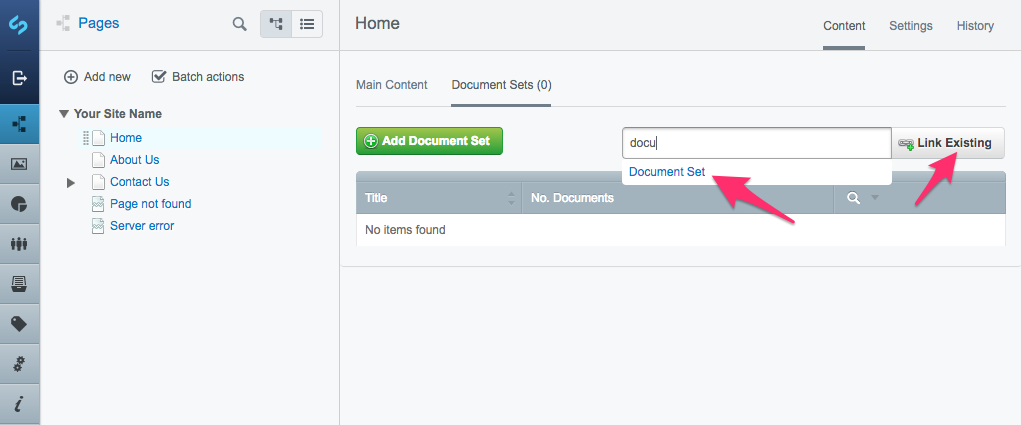 Pages
Home
Content
Settings
History
Add new
Batch actions
Main Content
Document Sets (0)
Your Site Name
Home
About Us
Contact Us
Page not found
Server error
Add Document Set
docu
Link Existing
Document Set
Title
No. Documents
No items found